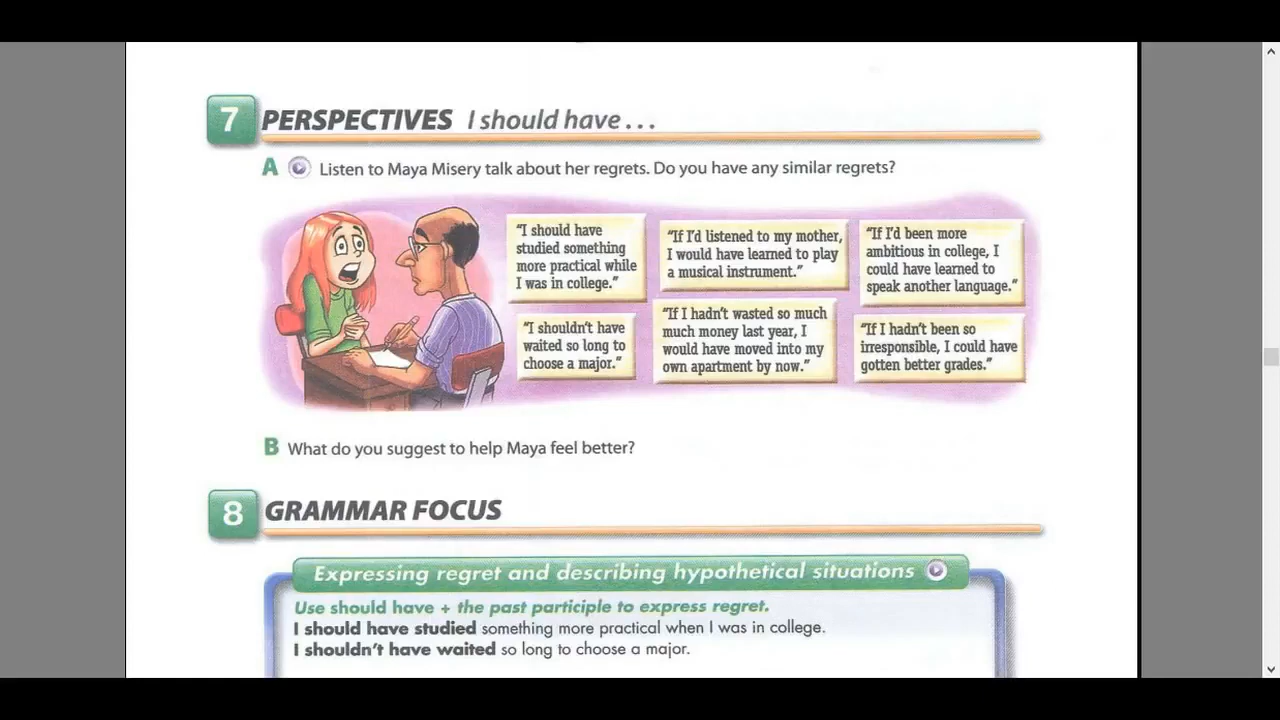 7 PERSPECTIVES I should have . . .
A Listen to Maya Misery talk about her regrets. Do you have any similar regrets?
"I should have
studied something
more practical while
I was in college."
"If I'd listened to my mother,
I would have learned to play
a musical instrument."
"If I'd been more
ambitious in college, I
could have learned to
speak another language."
"I shouldn't have
waited so long to
choose a major."
"If I hadn't wasted so much
much money last year, I
would have moved into my
own apartment by now."
"If I hadn't been so
irresponsible, I could have
gotten better grades."
B What do you suggest to help Maya feel better?
8 GRAMMAR FOCUS
Expressing regret and describing hypothetical situations
Use should have + the past participle to express regret.
I should have studied something more practical when I was in college.
I shouldn't have waited so long to choose a major.